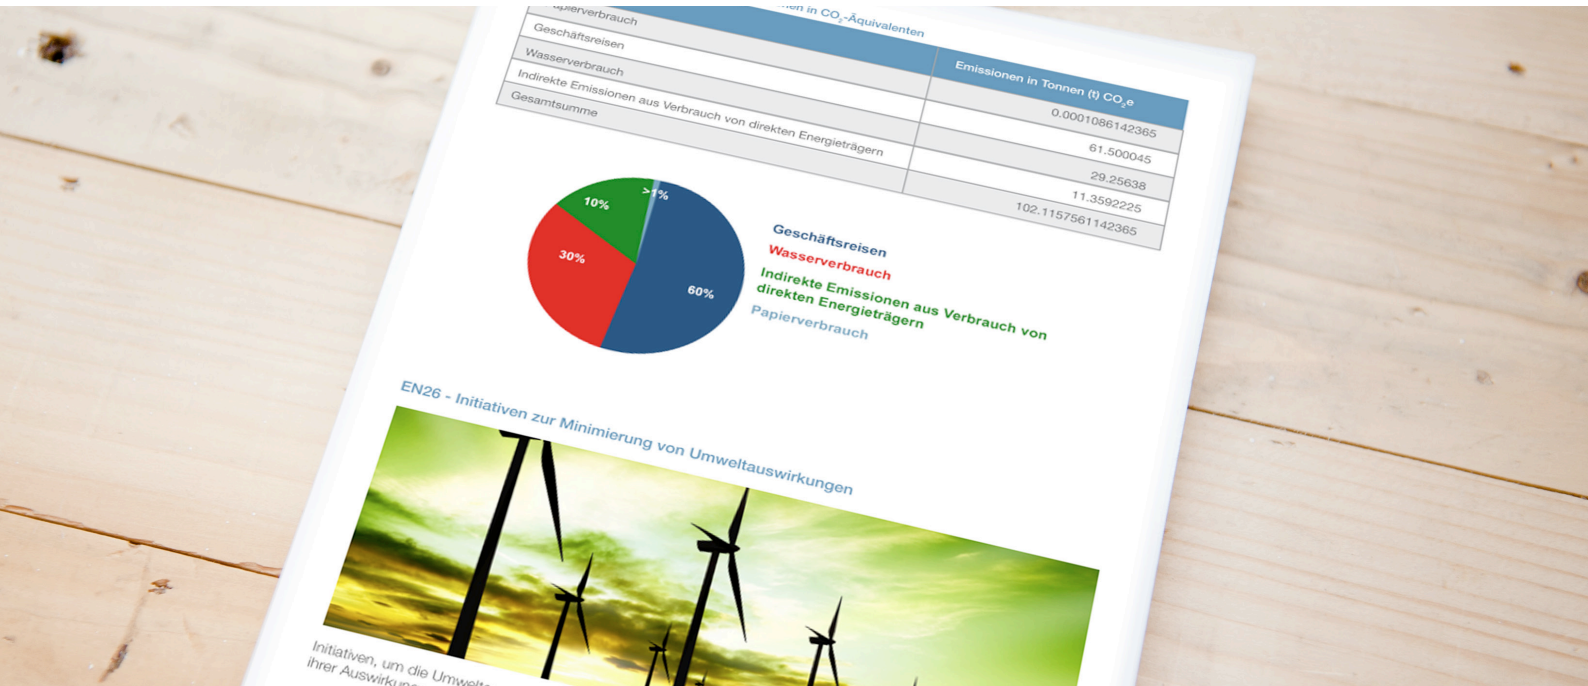 in CO₂-Äquivalenten
Emissionen in Tonnen (t) CO₂e
0.0001086142365
Geschäftsreisen 61.500045
Wasserverbrauch 29.25638
Indirekte Emissionen aus Verbrauch von direkten Energieträgern 11.3592225
Gesamtsumme 102.1157561142365
>1%
10%
30%
60%
Geschäftsreisen
Wasserverbrauch
Indirekte Emissionen aus Verbrauch von
direkten Energieträgern
Papierverbrauch
EN26 - Initiativen zur Minimierung von Umweltauswirkungen
Initiativen, um die
ihrer